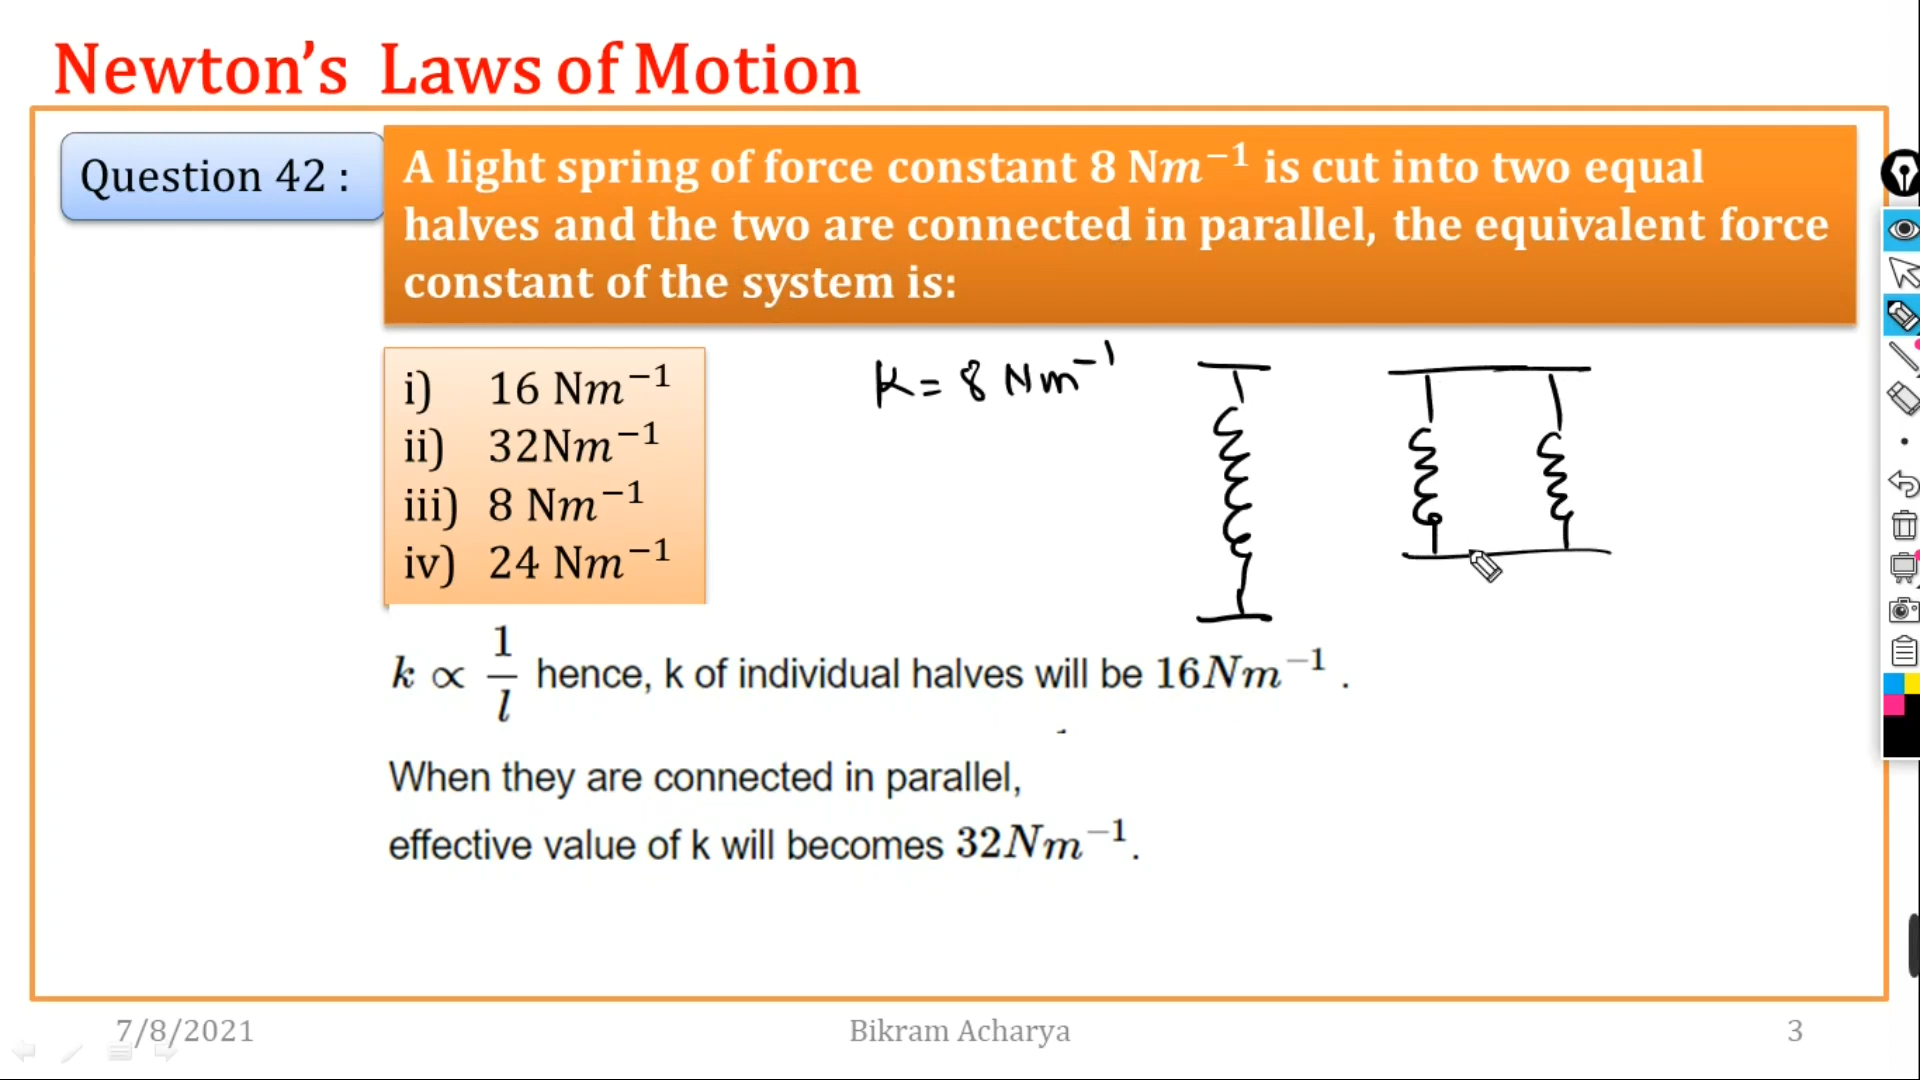 Newton's Laws of Motion
Question 42 :
A light spring of force constant 8 Nm⁻¹ is cut into two equal
halves and the two are connected in parallel, the equivalent force
constant of the system is:
i) 16 Nm⁻¹
ii) 32Nm⁻¹
iii) 8 Nm⁻¹
iv) 24 Nm⁻¹
K = 8 Nm⁻¹
k ∝ 1/l hence, k of individual halves will be 16Nm⁻¹ .
When they are connected in parallel,
effective value of k will becomes 32Nm⁻¹.
7/8/2021
Bikram Acharya
3